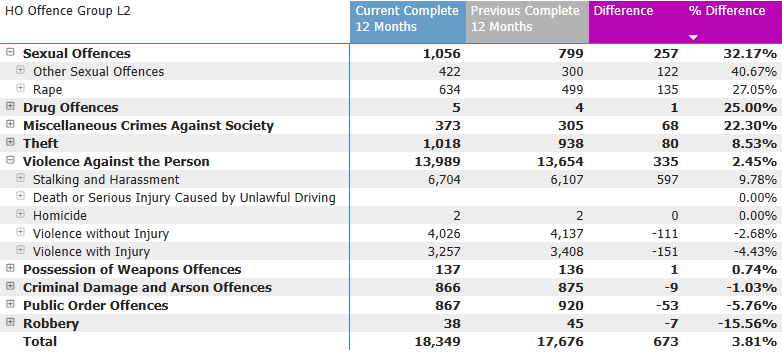 HO Offence Group L2 Current Complete 12 Months Previous Complete 12 Months Difference % Difference
Sexual Offences 1,056 799 257 32.17%
Other Sexual Offences 422 300 122 40.67%
Rape 634 499 135 27.05%
Drug Offences 5 4 1 25.00%
Miscellaneous Crimes Against Society 373 305 68 22.30%
Theft 1,018 938 80 8.53%
Violence Against the Person 13,989 13,654 335 2.45%
Stalking and Harassment 6,704 6,107 597 9.78%
Death or Serious Injury Caused by Unlawful Driving 0.00%
Homicide 2 2 0 0.00%
Violence without Injury 4,026 4,137 -111 -2.68%
Violence with Injury 3,257 3,408 -151 -4.43%
Possession of Weapons Offences 137 136 1 0.74%
Criminal Damage and Arson Offences 866 875 -9 -1.03%
Public Order Offences 867 920 -53 -5.76%
Robbery 38 45 -7 -15.56%
Total 18,349 17,676 673 3.81%